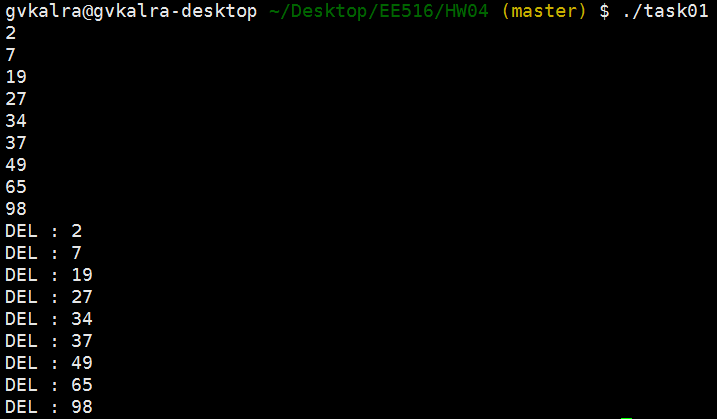 gvkalra@gvkalra-desktop ~/Desktop/EE516/HW04 (master) $ ./task01
2
7
19
27
34
37
49
65
98
DEL : 2
DEL : 7
DEL : 19
DEL : 27
DEL : 34
DEL : 37
DEL : 49
DEL : 65
DEL : 98